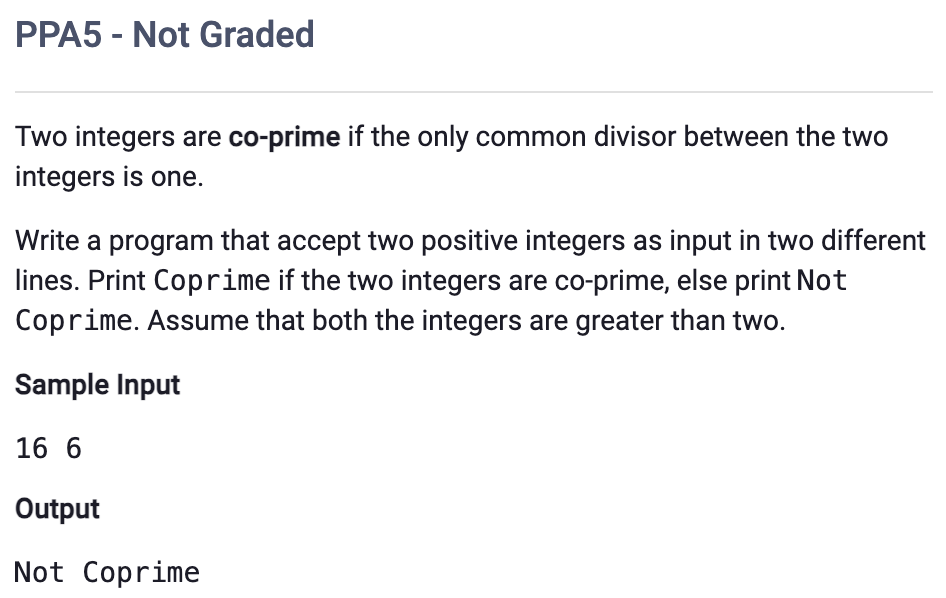 PPA5 - Not Graded
Two integers are co-prime if the only common divisor between the two
integers is one.
Write a program that accept two positive integers as input in two different
lines. Print Coprime if the two integers are co-prime, else print Not
Coprime. Assume that both the integers are greater than two.
Sample Input
16 6
Output
Not Coprime